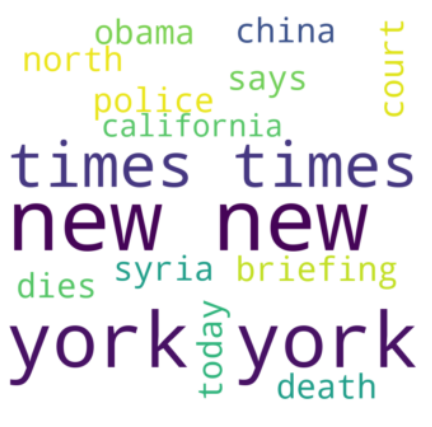 obama china
north
court
says
police
california
times times
new new
syria briefing
dies
today
york york
death